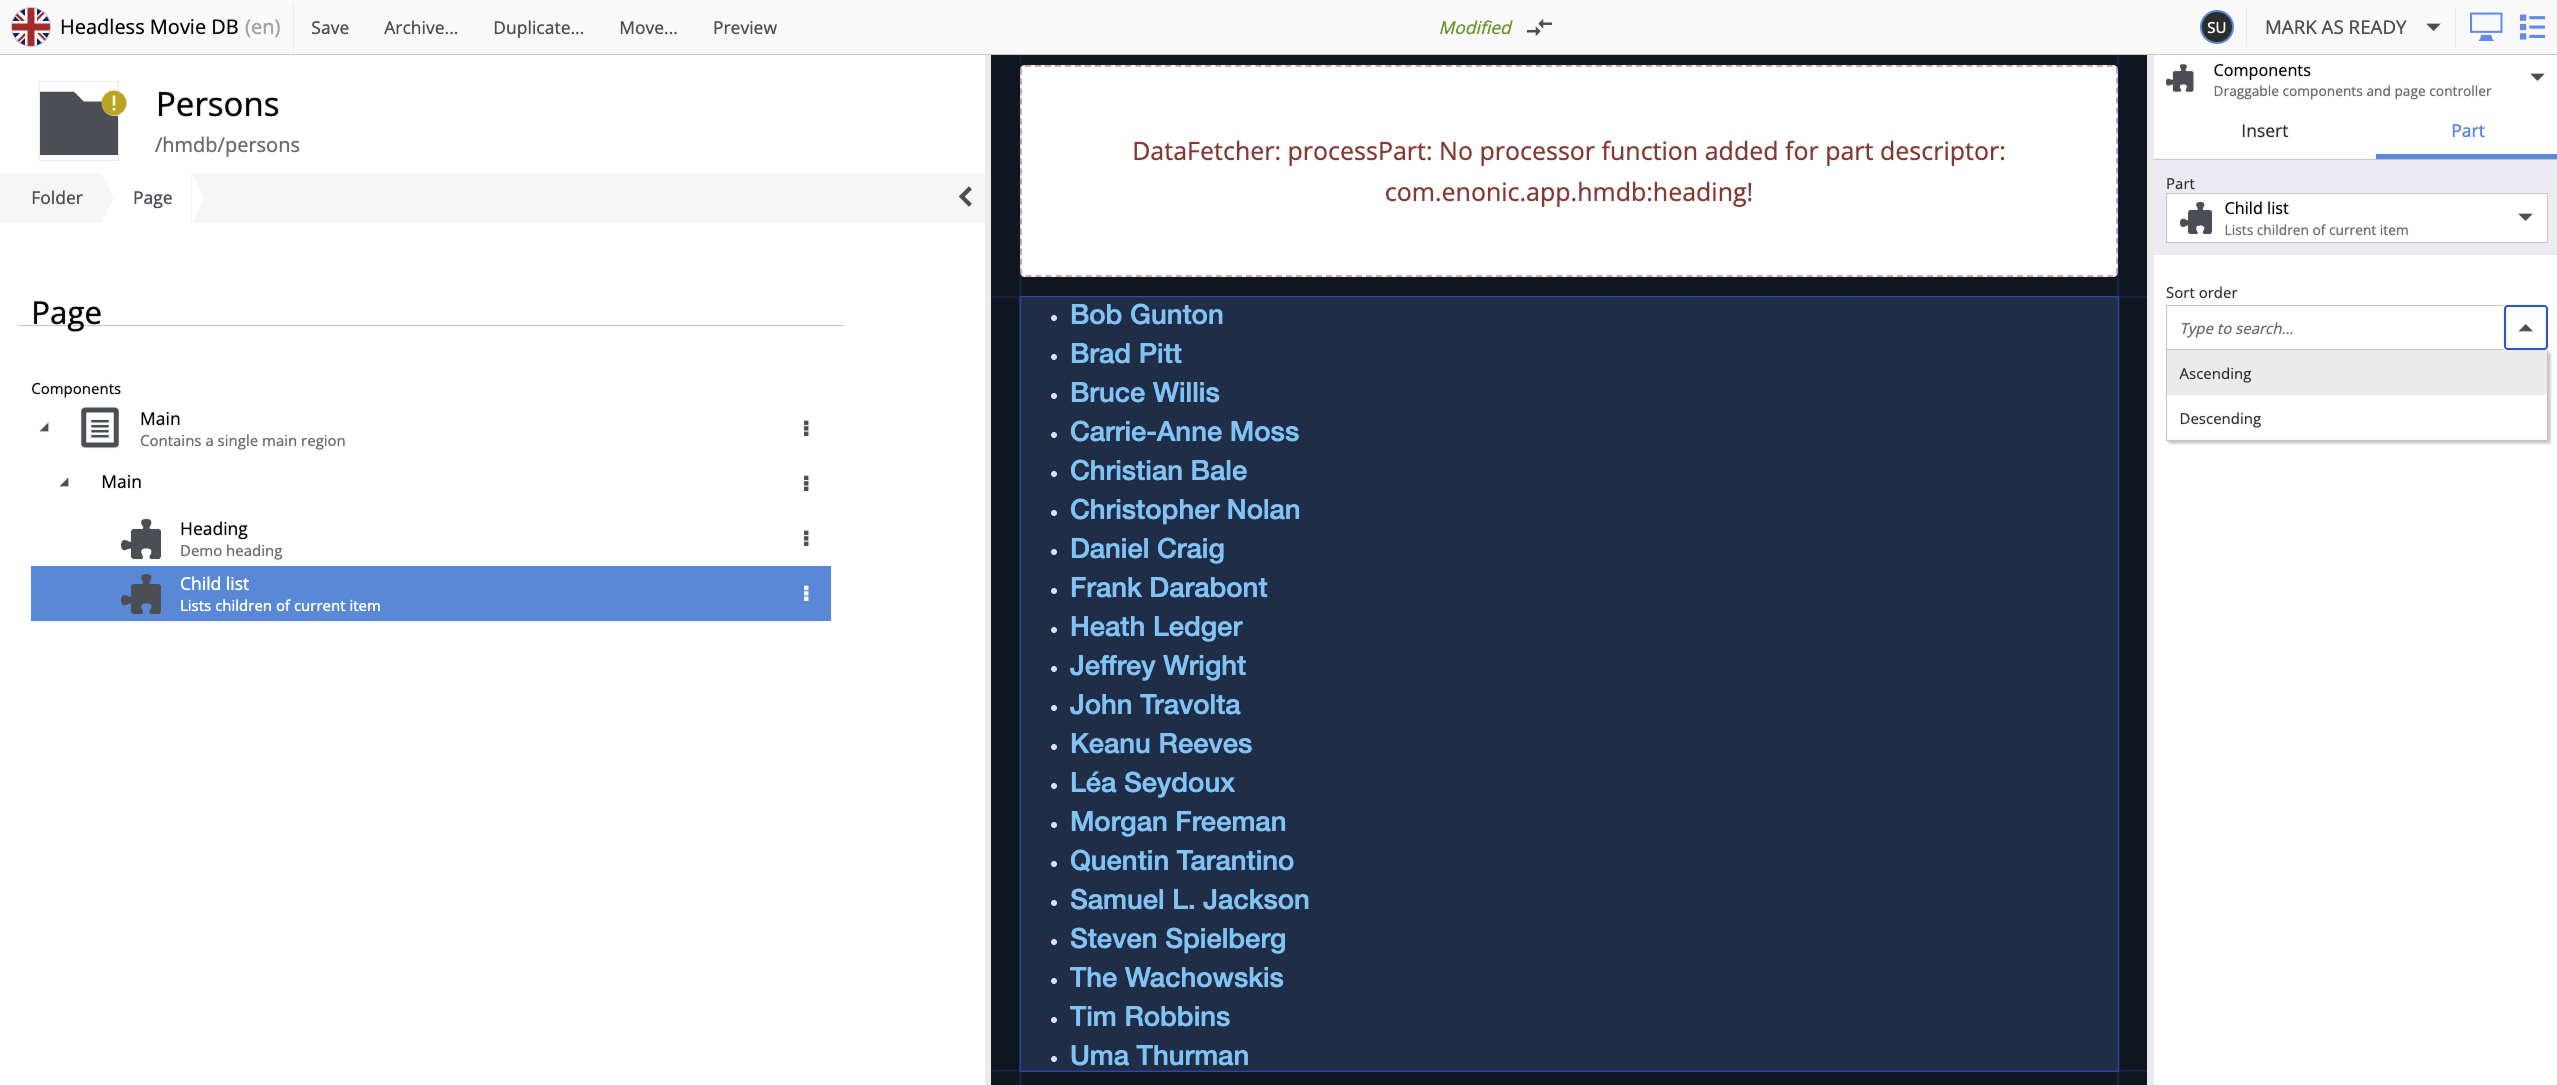 Headless Movie DB (en)
Save
Archive...
Duplicate...
Move...
Preview
Modified
SU
MARK AS READY
Persons
/hmdb/persons
Folder
Page
Page
Components
Main
Contains a single main region
Main
Heading
Demo heading
Child list
Lists children of current item
DataFetcher: processPart: No processor function added for part descriptor:
com.enonic.app.hmdb:heading!
Bob Gunton
Brad Pitt
Bruce Willis
Carrie-Anne Moss
Christian Bale
Christopher Nolan
Daniel Craig
Frank Darabont
Heath Ledger
Jeffrey Wright
John Travolta
Keanu Reeves
Léa Seydoux
Morgan Freeman
Quentin Tarantino
Samuel L. Jackson
Steven Spielberg
The Wachowskis
Tim Robbins
Uma Thurman
Components
Draggable components and page controller
Insert
Part
Part
Child list
Lists children of current item
Sort order
Type to search...
Ascending
Descending